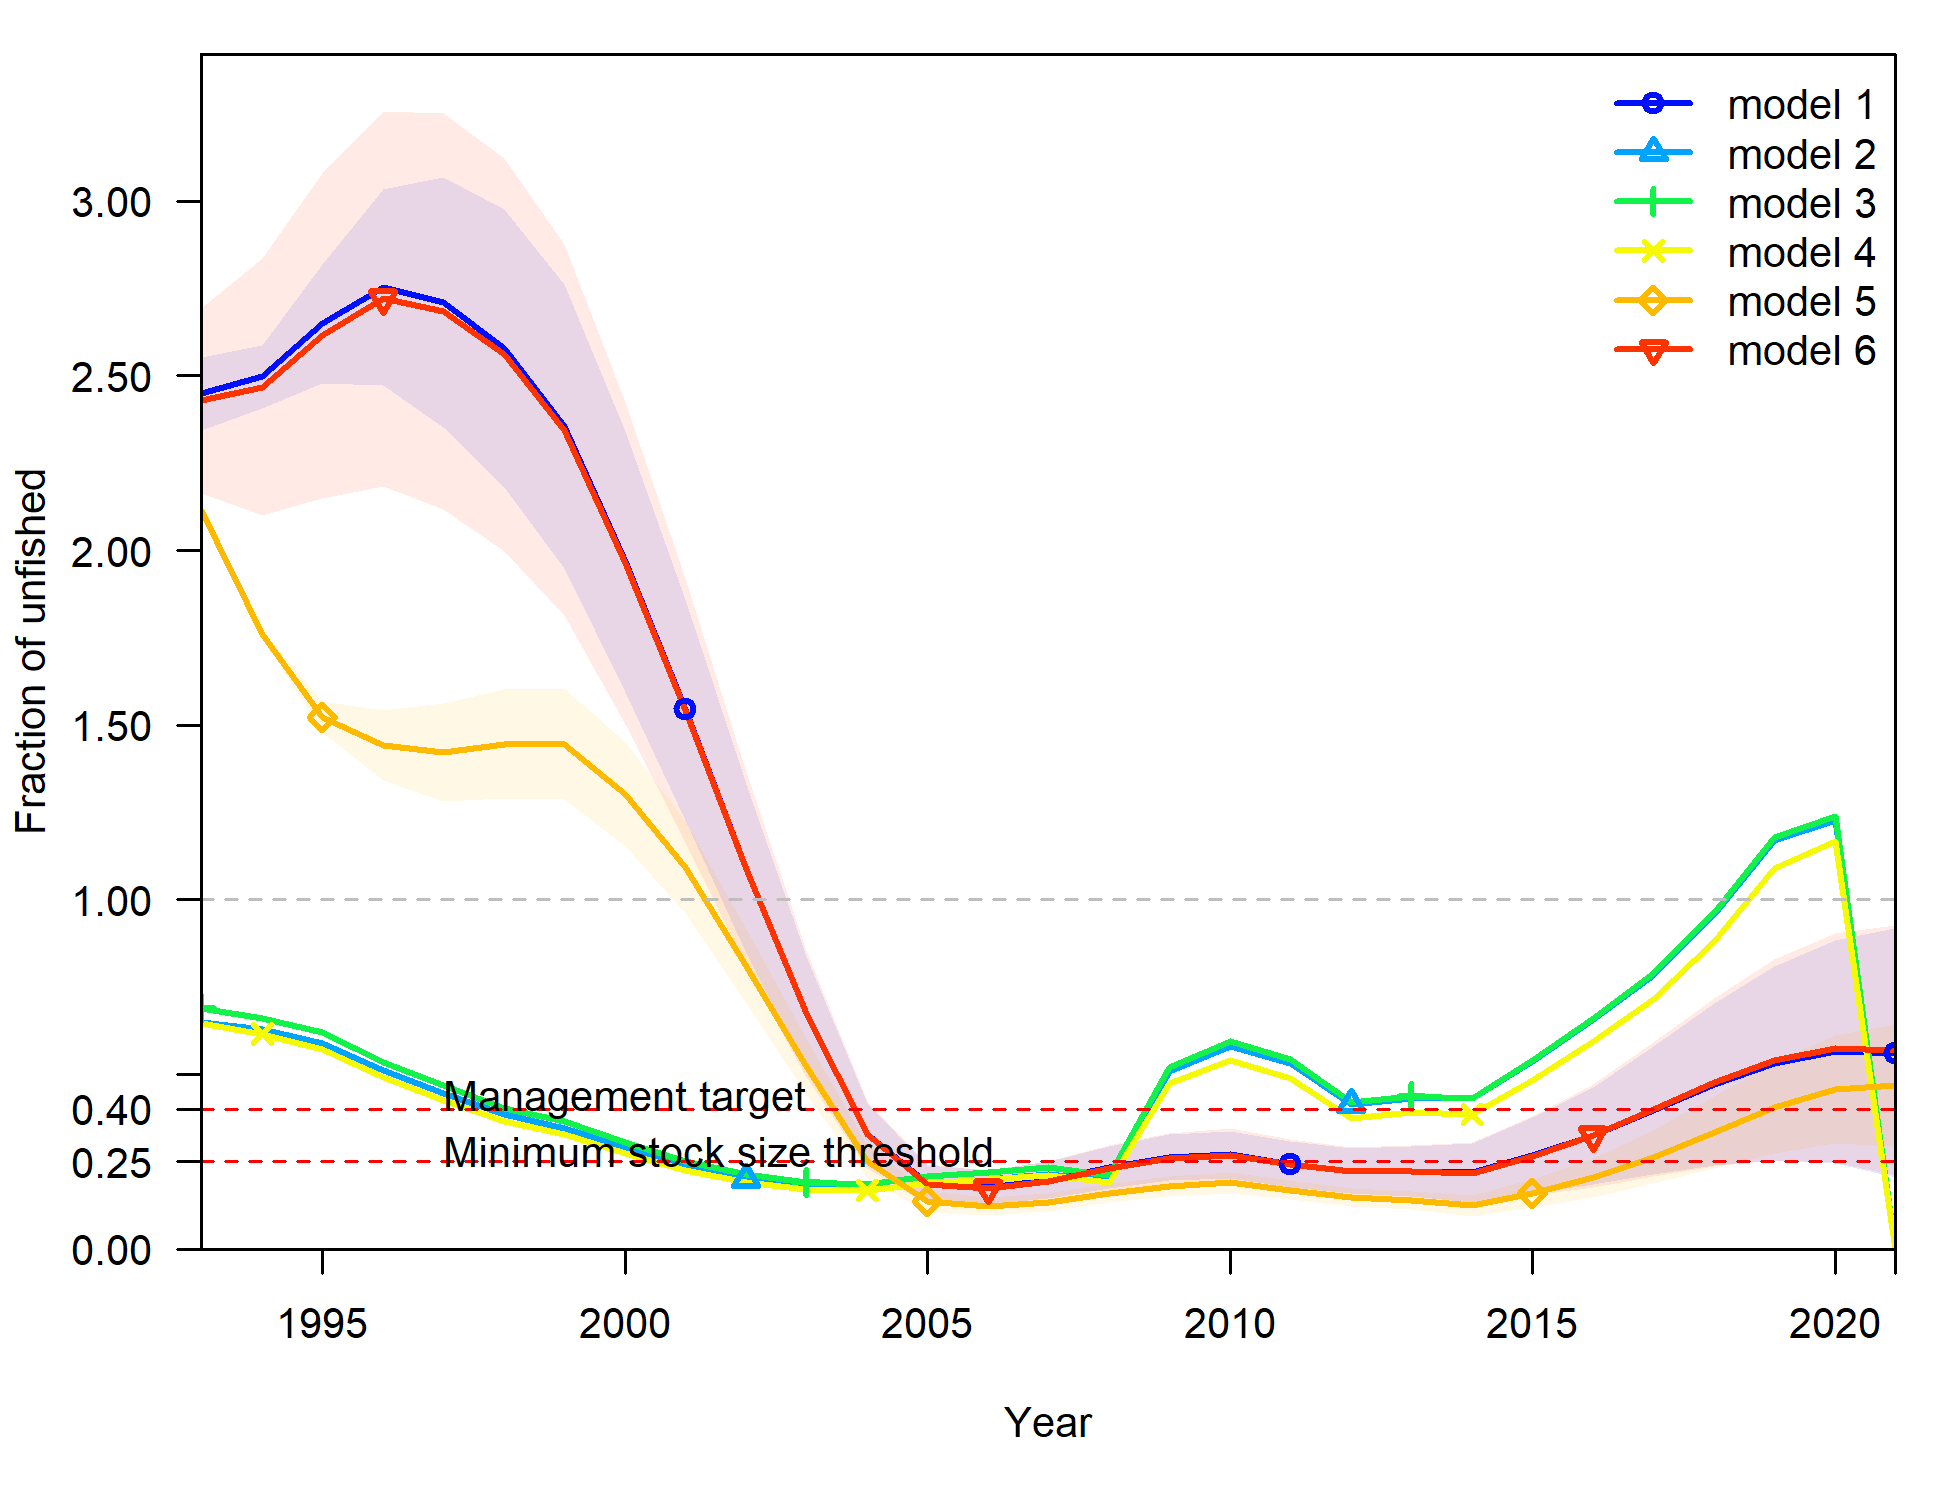 model 1
model 2
model 3
model 4
model 5
model 6
3.00
2.50
2.00
1.50
1.00
0.40
0.25
0.00
Fraction of unfished
Management target
Minimum stock size threshold
1995
2000
2005
2010
2015
2020
Year